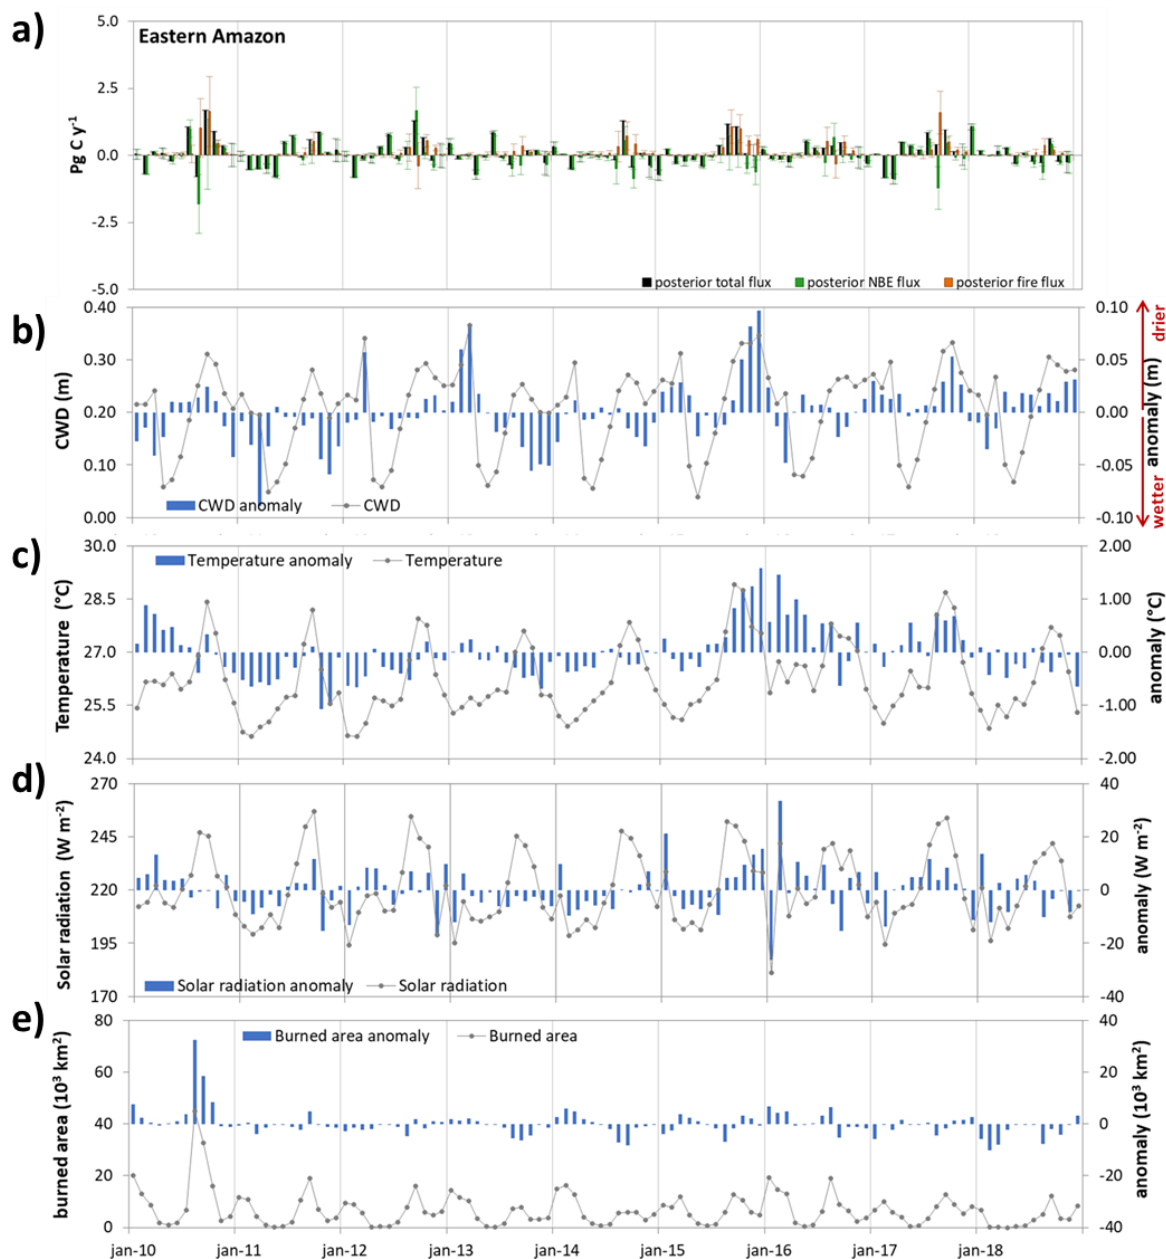 a)
Eastern Amazon
5.0
2.5
0.0
-2.5
-5.0
Pg C y⁻¹
posterior total flux
posterior NBE flux
posterior fire flux
b)
0.40
0.30
0.20
0.10
0.00
CWD (m)
0.10
0.05
0.00
-0.05
-0.10
anomaly (m)
drier
wetter
CWD anomaly
CWD
c)
30.0
28.5
27.0
25.5
24.0
Temperature (°C)
2.00
1.00
0.00
-1.00
-2.00
anomaly (°C)
Temperature anomaly
Temperature
d)
270
245
220
195
170
Solar radiation (W m⁻²)
40
20
0
-20
-40
anomaly (W m⁻²)
Solar radiation anomaly
Solar radiation
e)
80
60
40
20
0
burned area (10³ km²)
40
20
0
-20
-40
anomaly (10³ km²)
Burned area anomaly
Burned area
jan-10
jan-11
jan-12
jan-13
jan-14
jan-15
jan-16
jan-17
jan-18